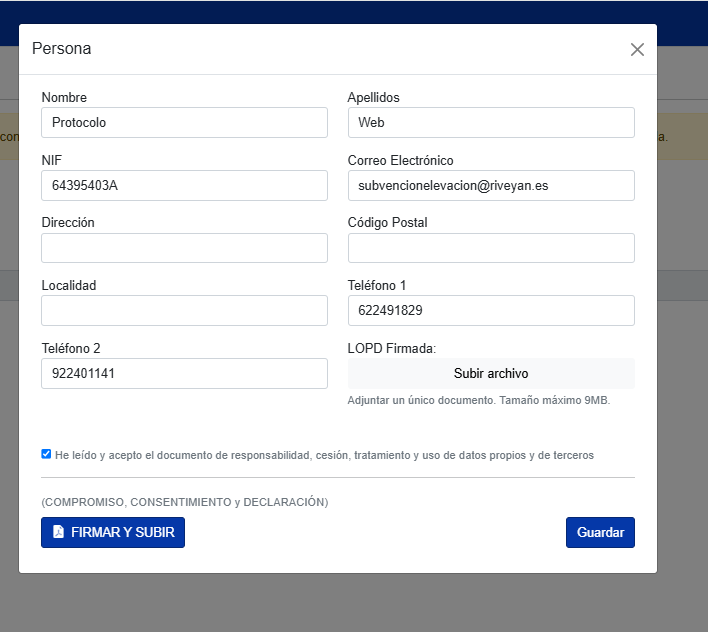 Persona
Nombre
Apellidos
Protocolo
Web
con
a.
NIF
Correo Electrónico
64395403A
subvencionelevacion@riveyan.es
Dirección
Código Postal
Localidad
Teléfono 1
622491829
Teléfono 2
LOPD Firmada:
922401141
Subir archivo
Adjuntar un único documento. Tamaño máximo 9MB.
He leído y acepto el documento de responsabilidad, cesión, tratamiento y uso de datos propios y de terceros
(COMPROMISO, CONSENTIMIENTO y DECLARACIÓN)
FIRMAR Y SUBIR
Guardar